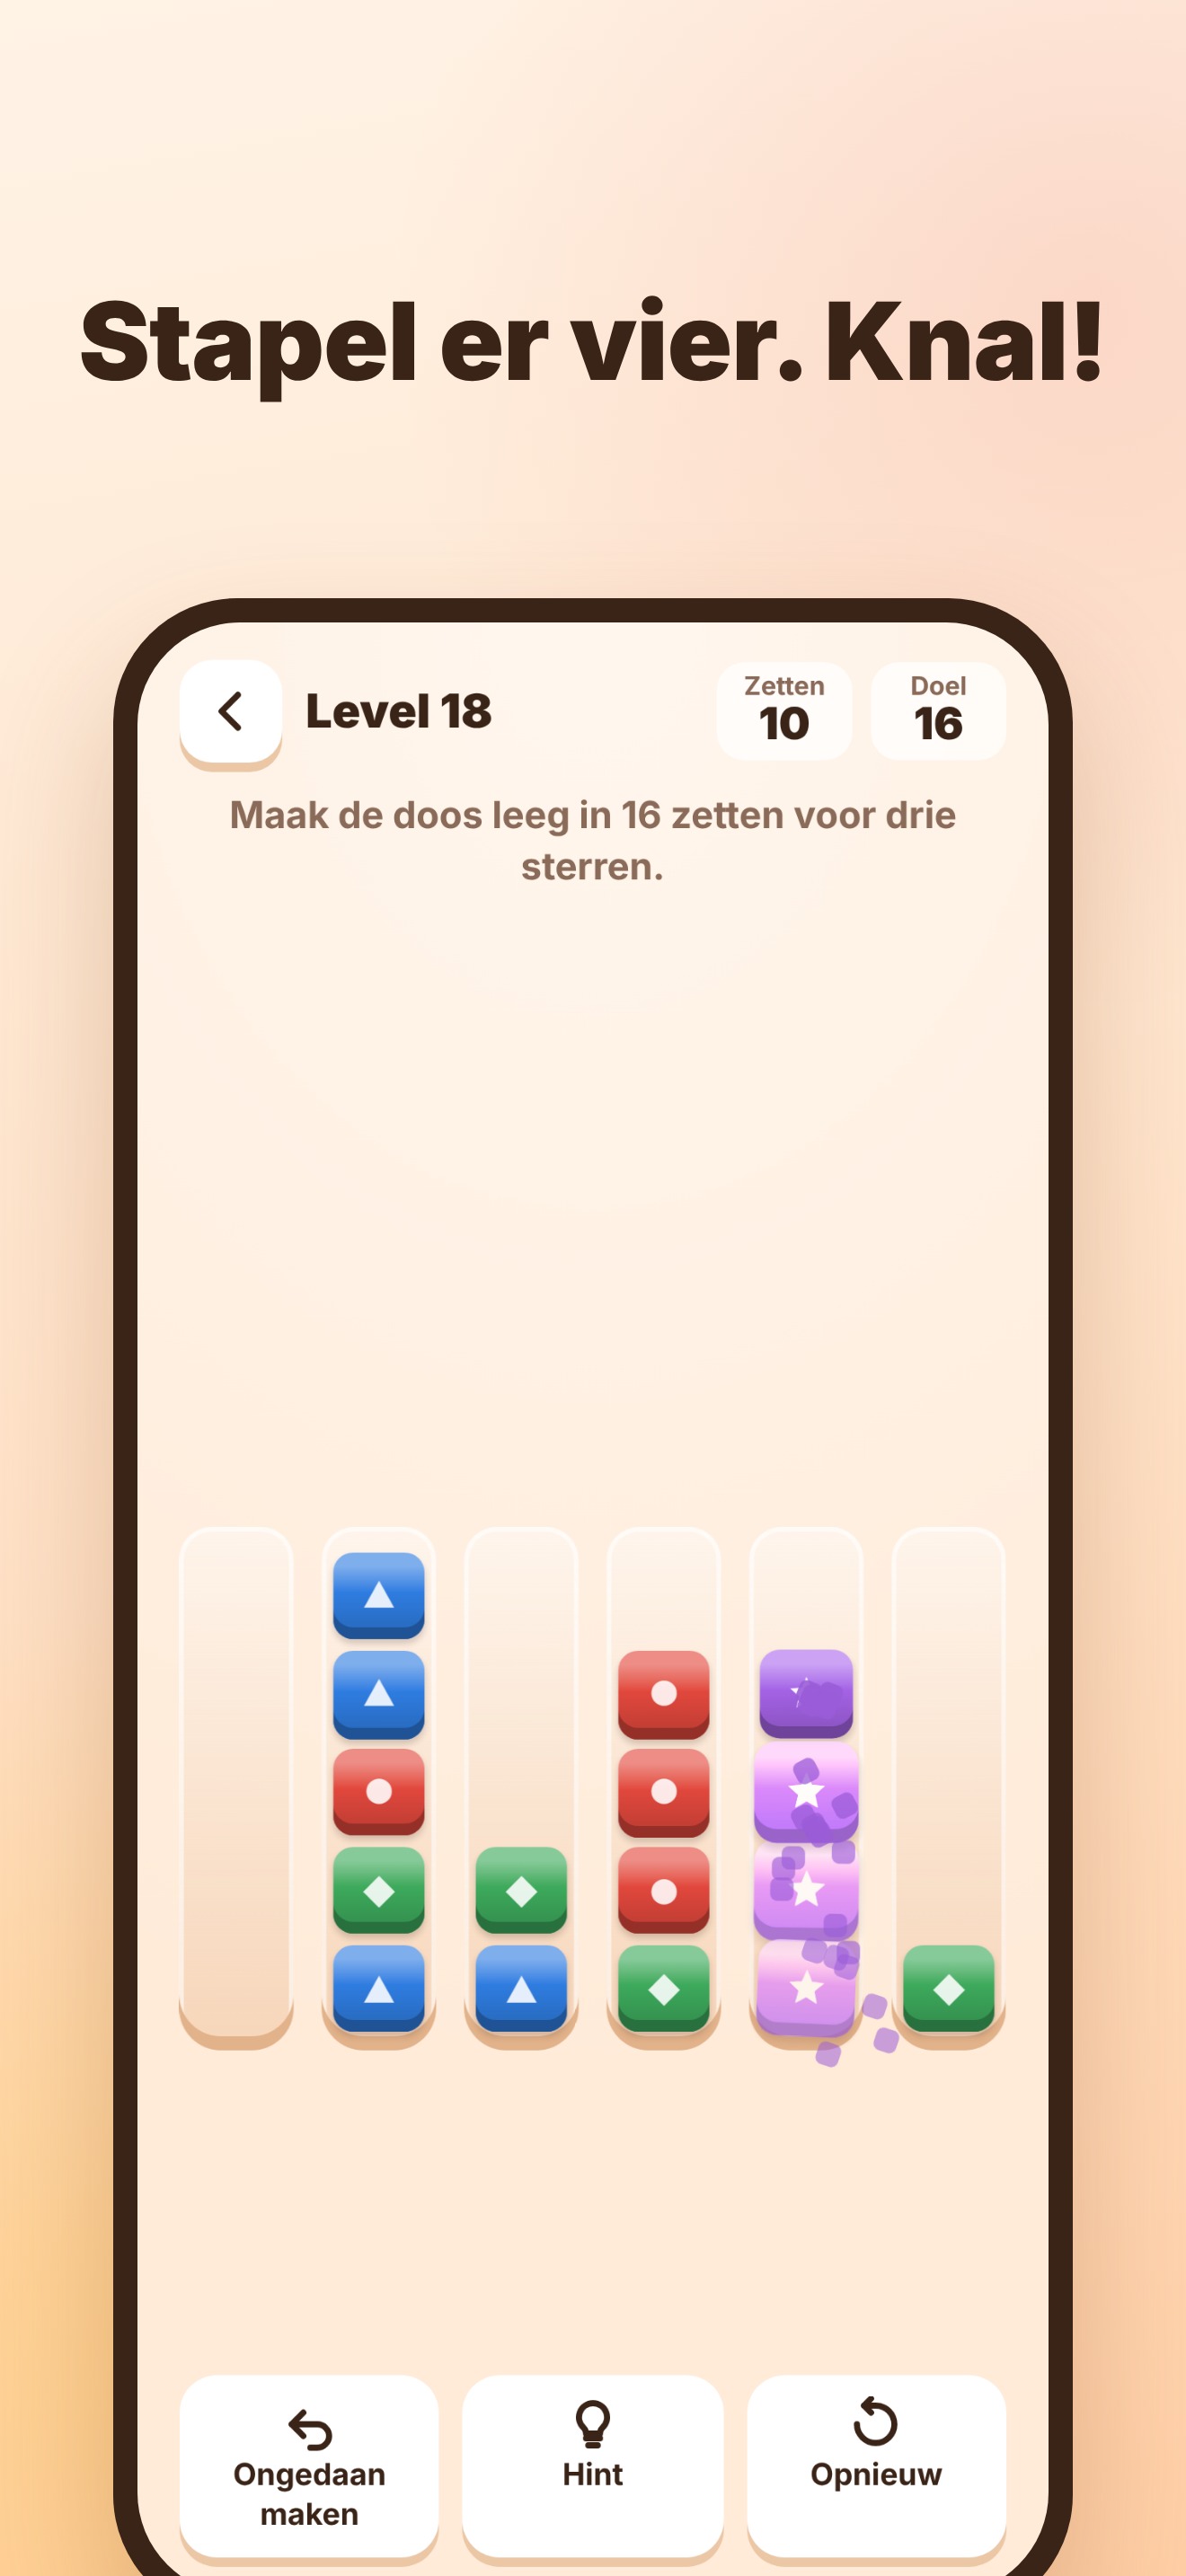 Stapel er vier. Knal!
Level 18
Zetten
10
Doel
16
Maak de doos leeg in 16 zetten voor drie
sterren.
Ongedaan
maken
Hint
Opnieuw